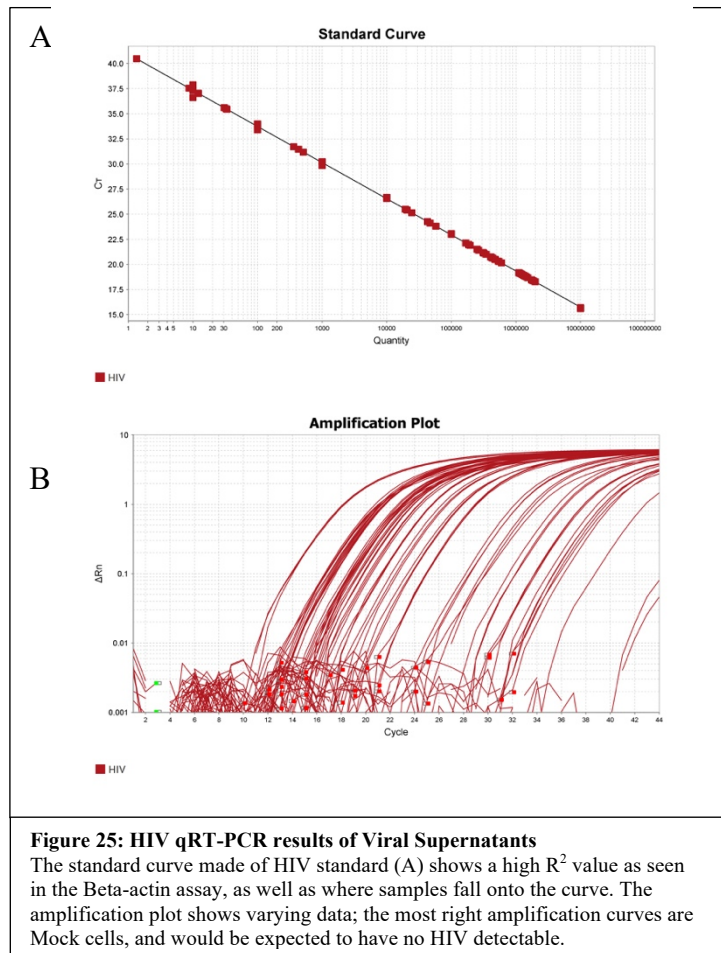 A
Standard Curve
40.0
37.5
35.0
32.5
30.0
27.5
25.0
22.5
20.0
17.5
15.0
CT
1 2 3 4 5 10 20 30 100 200 1000 10000 100000 1000000 10000000 100000000
Quantity
HIV
B
Amplification Plot
10
1
0.1
0.01
0.001
ΔRn
2 4 6 8 10 12 14 16 18 20 22 24 26 28 30 32 34 36 38 40 42 44
Cycle
HIV
Figure 25: HIV qRT-PCR results of Viral Supernatants
The standard curve made of HIV standard (A) shows a high R² value as seen
in the Beta-actin assay, as well as where samples fall onto the curve. The
amplification plot shows varying data; the most right amplification curves are
Mock cells, and would be expected to have no HIV detectable.